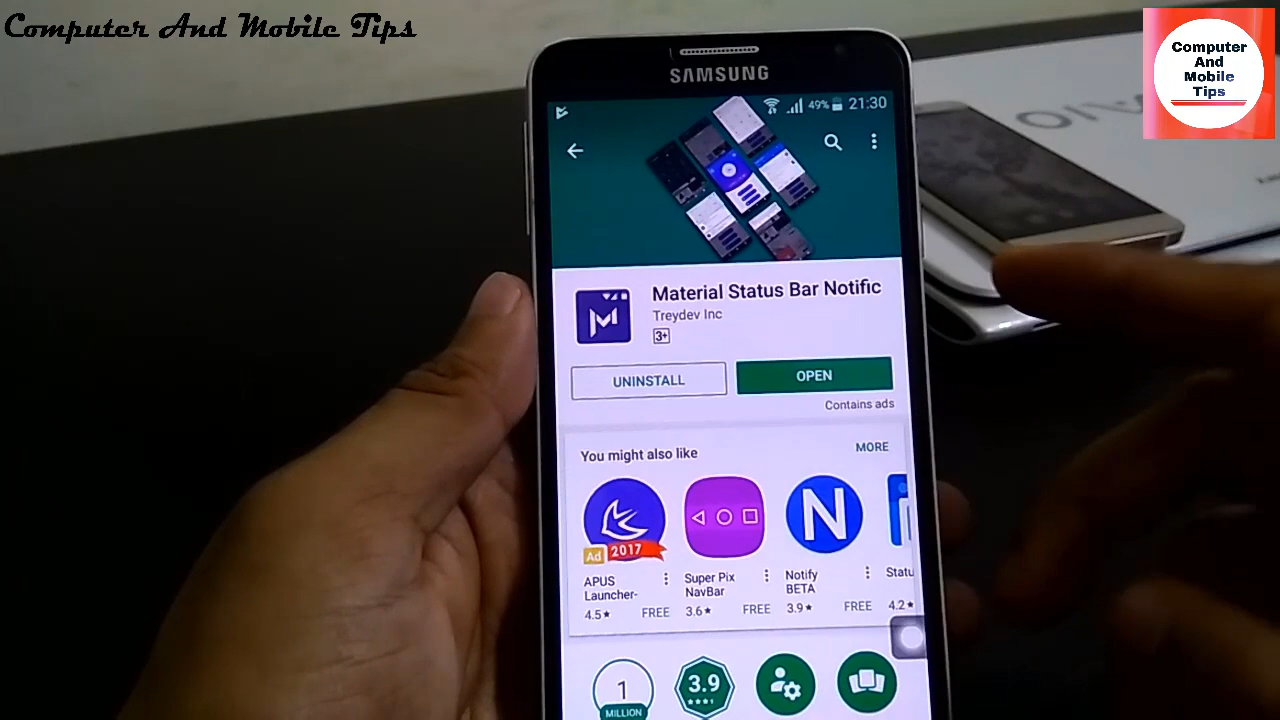 Computer And Mobile Tips
Computer
And
Mobile
Tips
SAMSUNG
49% 21:30
Material Status Bar Notific
Treydev Inc
3+
UNINSTALL
OPEN
Contains ads
You might also like
MORE
Ad 2017
N
APUS
Launcher-
4.5★ FREE
Super Pix
NavBar
3.6★ FREE
Notify
BETA
3.9★ FREE
Statu
4.2★
1
MILLION
3.9
VAIO